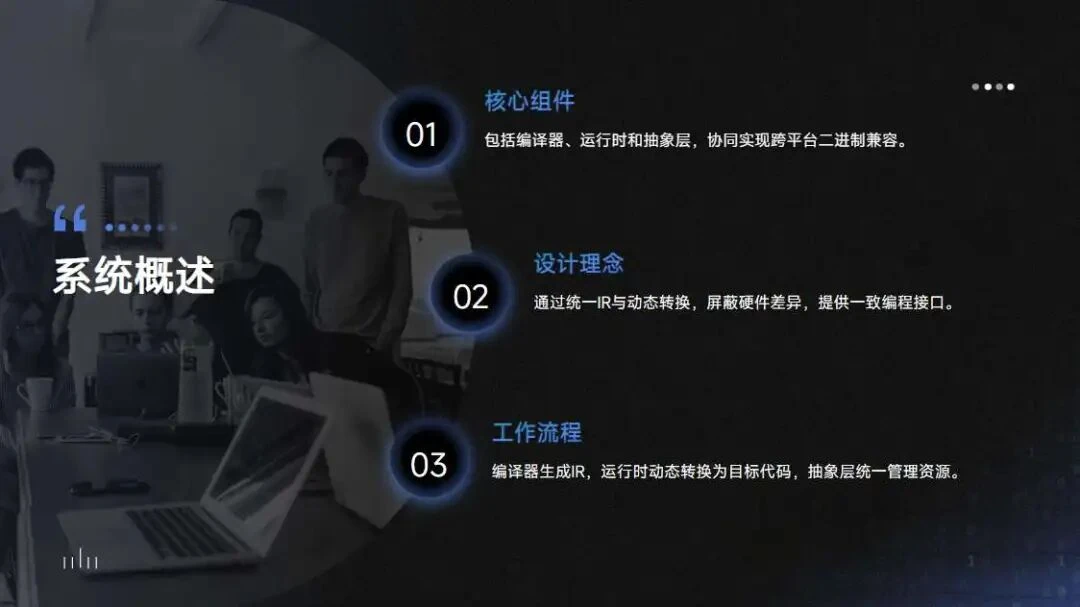 系统概述
01
核心组件
包括编译器、运行时和抽象层，协同实现跨平台二进制兼容。
02
设计理念
通过统一IR与动态转换，屏蔽硬件差异，提供一致编程接口。
03
工作流程
编译器生成IR，运行时动态转换为目标代码，抽象层统一管理资源。